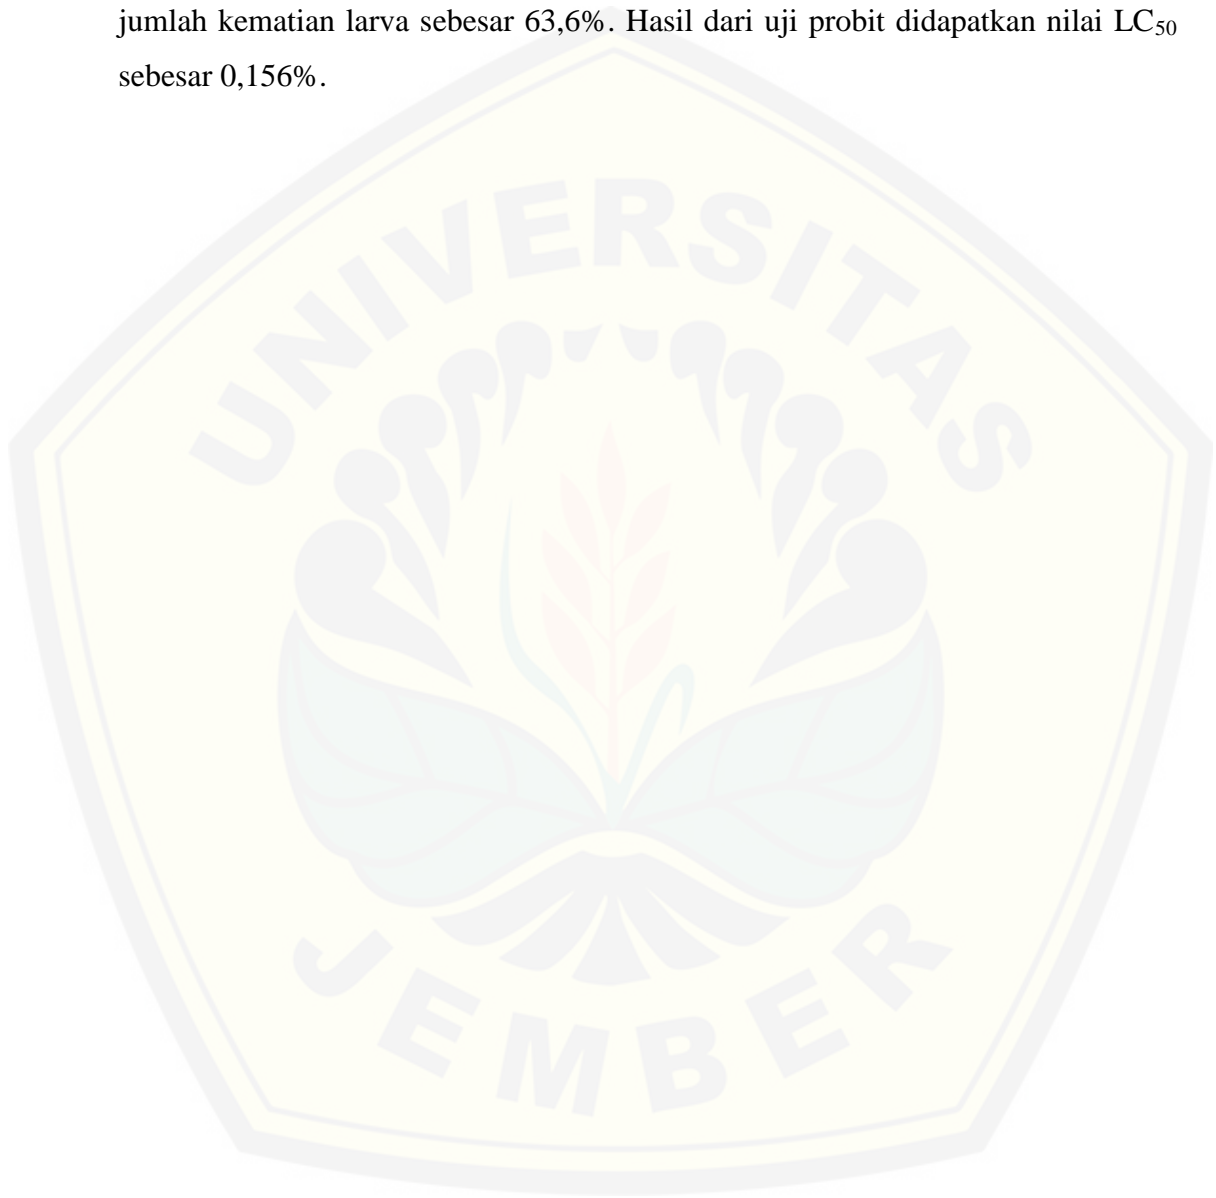 jumlah kematian larva sebesar 63,6%. Hasil dari uji probit didapatkan nilai LC₅₀
sebesar 0,156%.
UNIVERSITAS
JEMBER